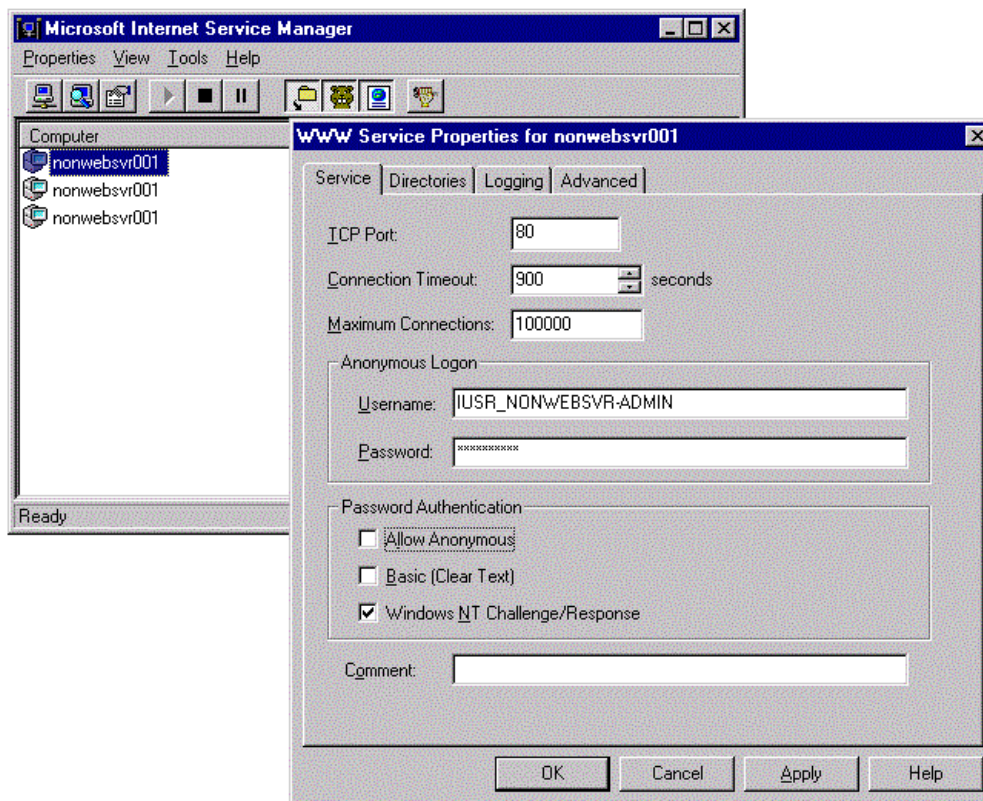 Microsoft Internet Service Manager
Properties View Tools Help
Computer
nonwebsvr001
nonwebsvr001
nonwebsvr001
Ready
WWW Service Properties for nonwebsvr001
Service Directories Logging Advanced
TCP Port: 80
Connection Timeout: 900 seconds
Maximum Connections: 100000
Anonymous Logon
Username: IUSR_NONWEBSVR-ADMIN
Password: **********
Password Authentication
Allow Anonymous
Basic (Clear Text)
Windows NT Challenge/Response
Comment:
OK Cancel Apply Help